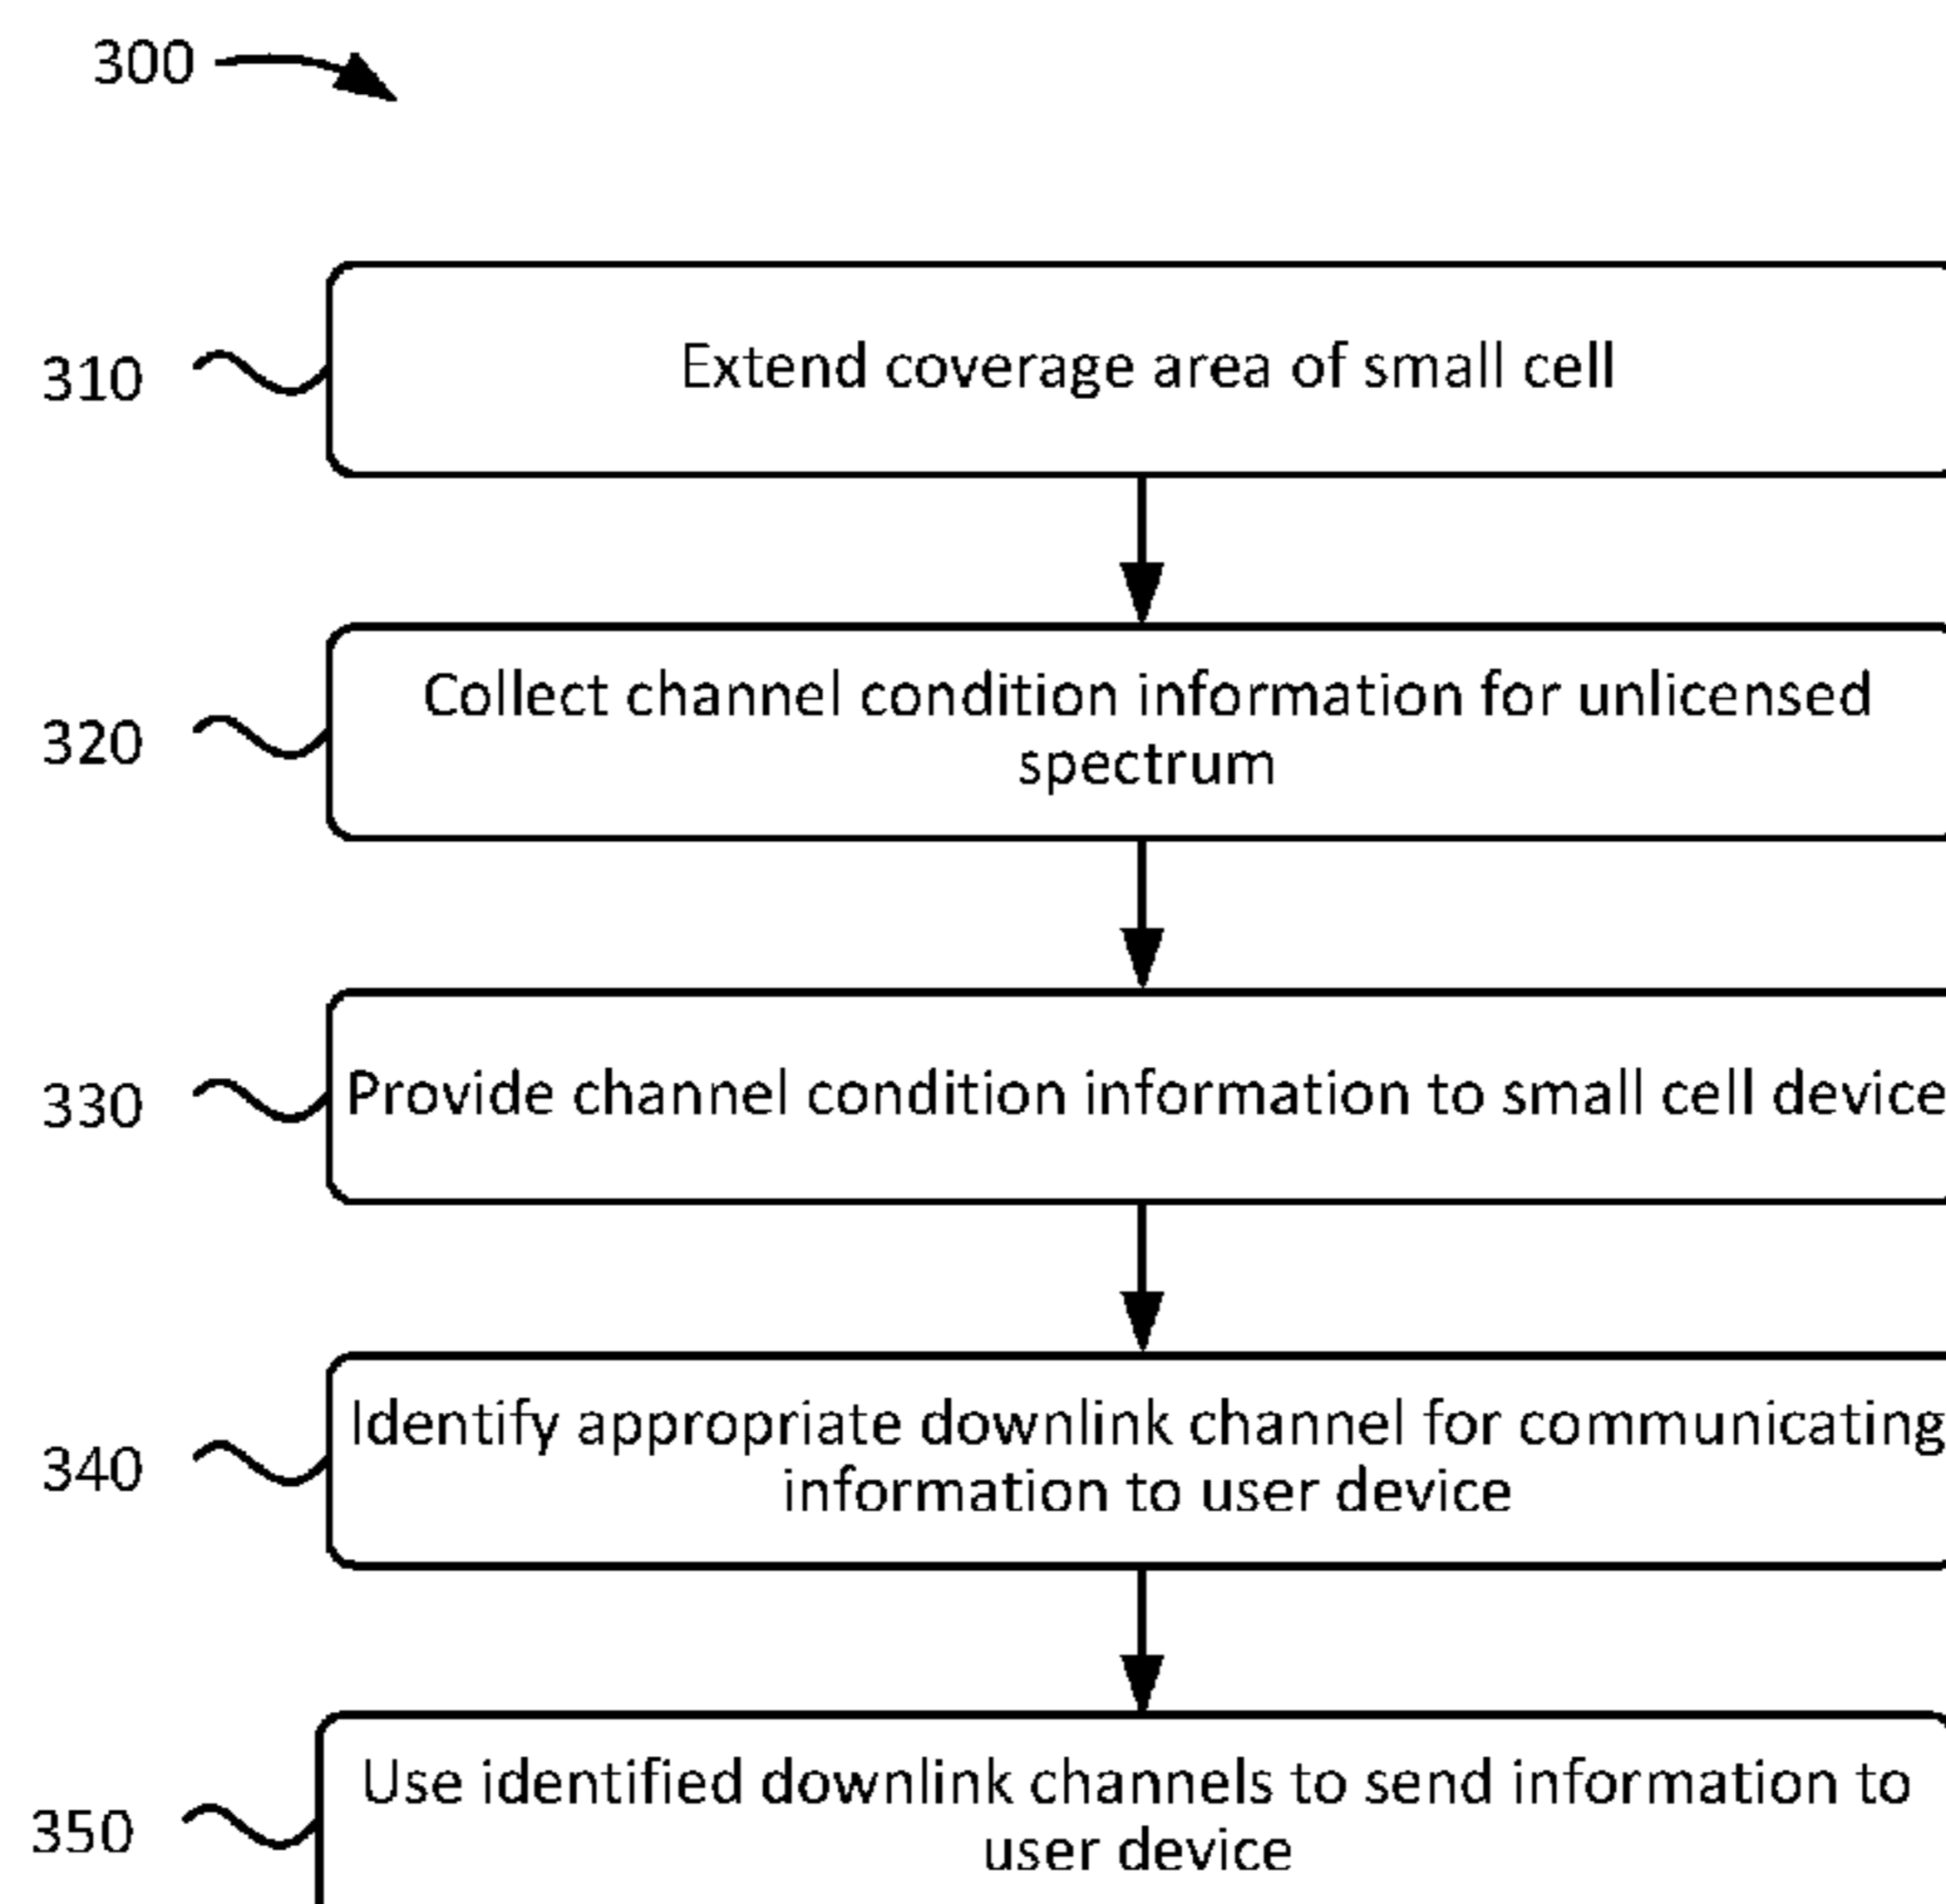 300
310
Extend coverage area of small cell
320
Collect channel condition information for unlicensed
spectrum
330
Provide channel condition information to small cell device
340
Identify appropriate downlink channel for communicating
information to user device
350
Use identified downlink channels to send information to
user device